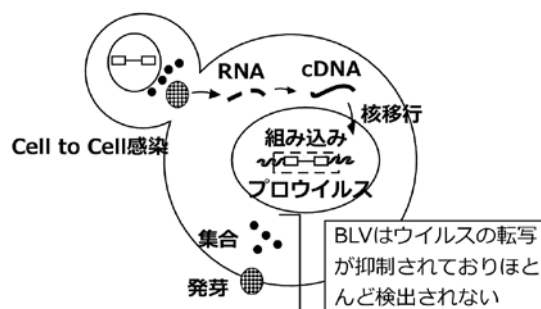 RNA
cDNA
核移行
Cell to Cell感染
組み込み
プロウイルス
集合
発芽
BLVはウイルスの転写
が抑制されておりほと
んど検出されない